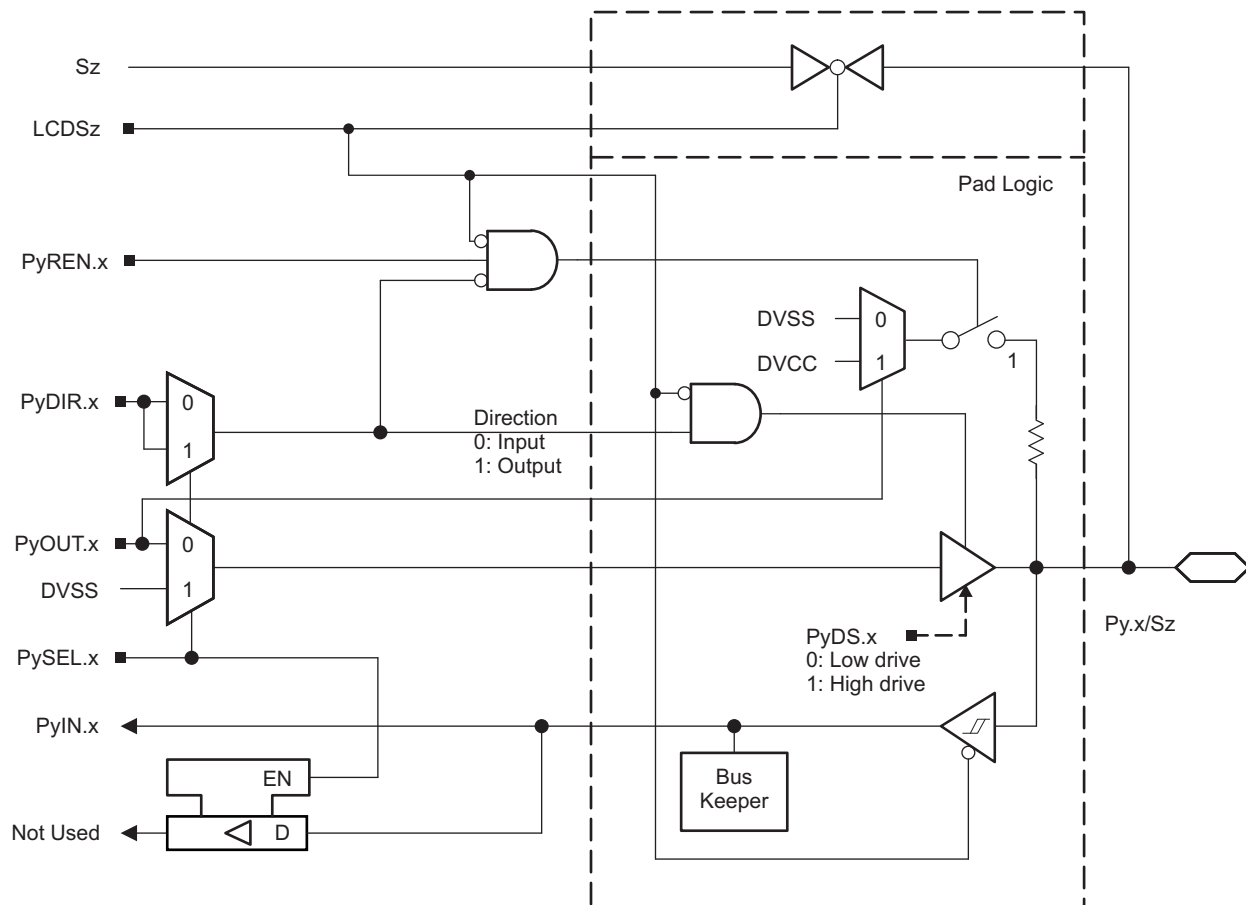 Sz
LCDSz
Pad Logic
PyREN.x
DVSS
0
DVCC
1
1
PyDIR.x
0
1
Direction
0: Input
1: Output
PyOUT.x
0
DVSS
1
PyDS.x
0: Low drive
1: High drive
Py.x/Sz
PySEL.x
PyIN.x
EN
Bus
Keeper
Not Used
D